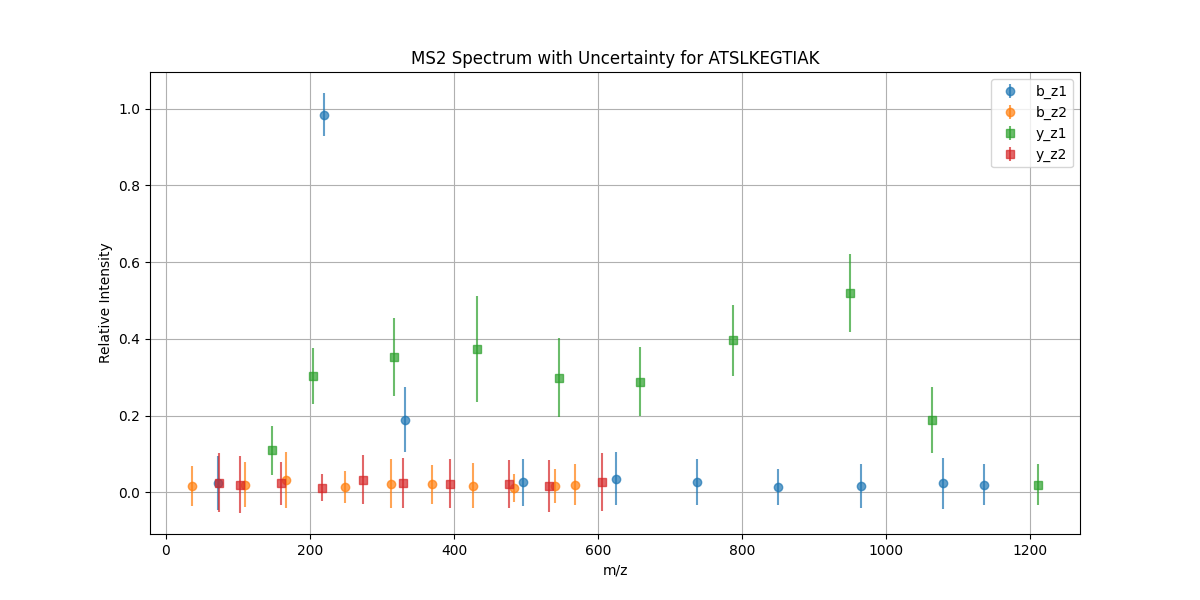 MS2 Spectrum with Uncertainty for ATSLKEGTIAK
b_z1
b_z2
y_z1
y_z2
1.0
0.8
0.6
0.4
0.2
0.0
Relative Intensity
0 200 400 600 800 1000 1200
m/z